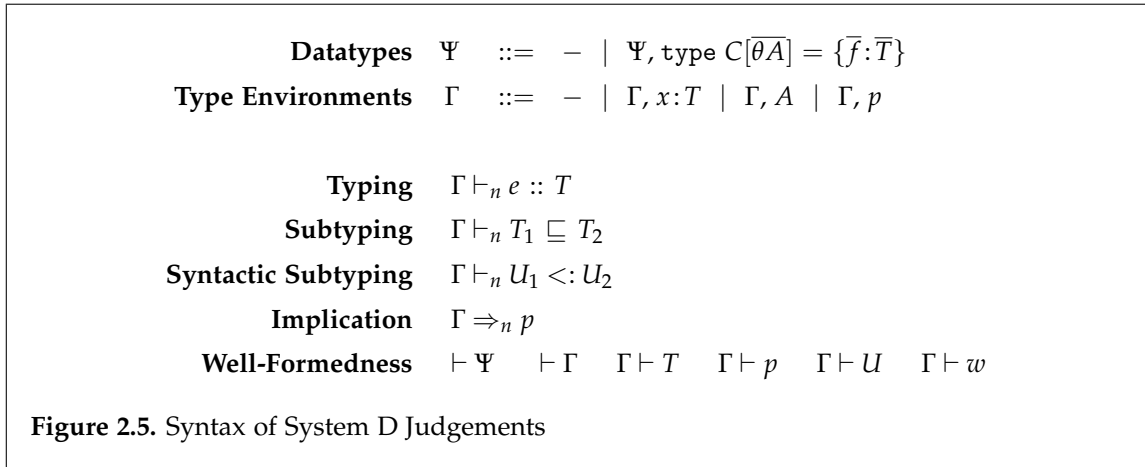 Datatypes Ψ ::= − | Ψ, type C[θA̅] = {f̅ : T̅}
Type Environments Γ ::= − | Γ, x : T | Γ, A | Γ, p
Typing Γ ⊢ₙ e :: T
Subtyping Γ ⊢ₙ T₁ ⊑ T₂
Syntactic Subtyping Γ ⊢ₙ U₁ <: U₂
Implication Γ ⇒ₙ p
Well-Formedness ⊢ Ψ ⊢ Γ Γ ⊢ T Γ ⊢ p Γ ⊢ U Γ ⊢ w
Figure 2.5. Syntax of System D Judgements